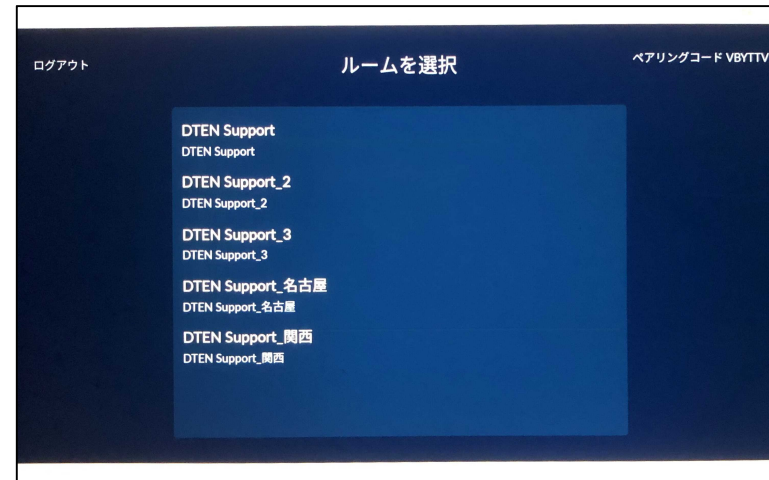 ログアウト
ルームを選択
ペアリングコード VBYTTV
DTEN Support
DTEN Support
DTEN Support_2
DTEN Support_2
DTEN Support_3
DTEN Support_3
DTEN Support_名古屋
DTEN Support_名古屋
DTEN Support_関西
DTEN Support_関西